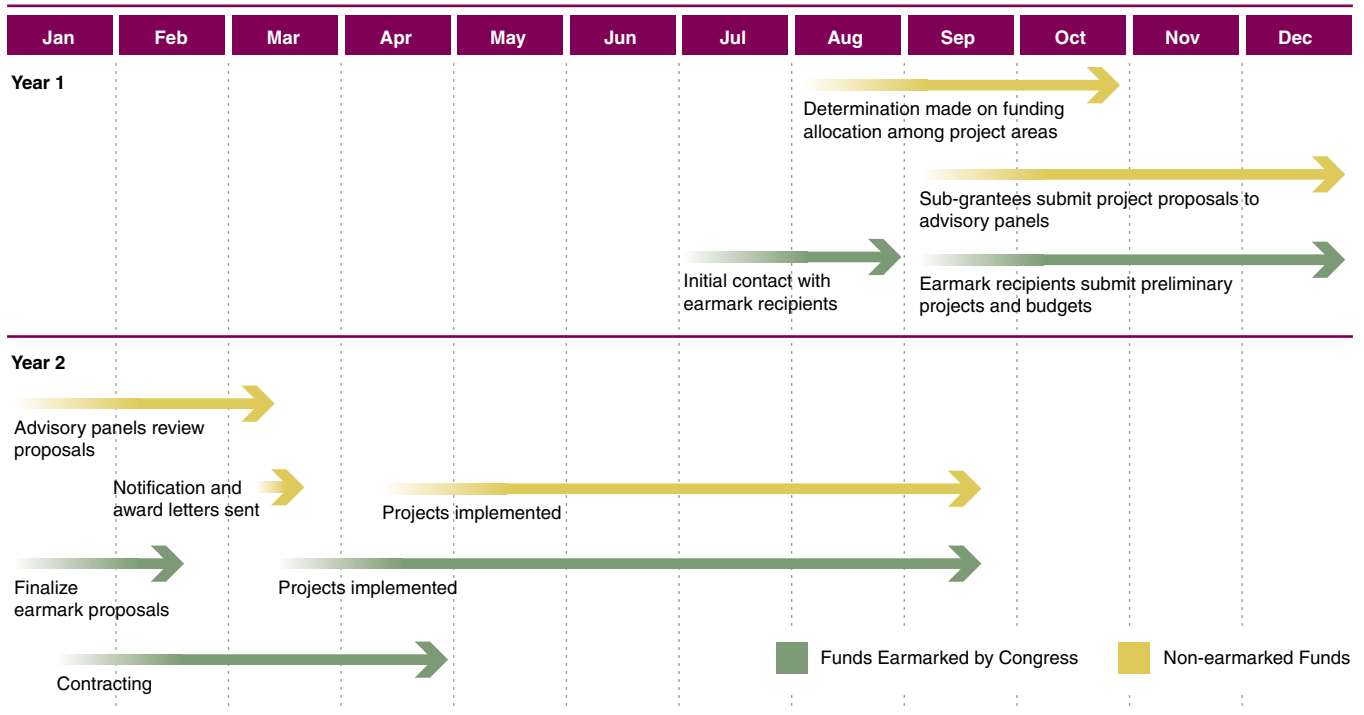 Jan Feb Mar Apr May Jun Jul Aug Sep Oct Nov Dec
Year 1
Determination made on funding
allocation among project areas
Sub-grantees submit project proposals to
advisory panels
Initial contact with
earmark recipients
Earmark recipients submit preliminary
projects and budgets
Year 2
Advisory panels review
proposals
Notification and
award letters sent
Projects implemented
Finalize
earmark proposals
Projects implemented
Contracting
Funds Earmarked by Congress
Non-earmarked Funds